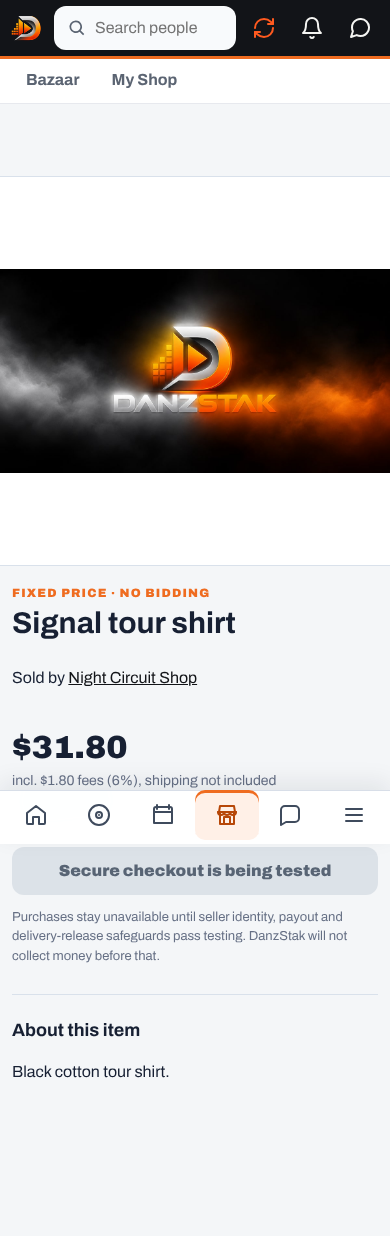 Search people
Bazaar
My Shop
DANZSTAK
FIXED PRICE · NO BIDDING
Signal tour shirt
Sold by Night Circuit Shop
$31.80
incl. $1.80 fees (6%), shipping not included
Secure checkout is being tested
Purchases stay unavailable until seller identity, payout and
delivery-release safeguards pass testing. DanzStak will not
collect money before that.
About this item
Black cotton tour shirt.